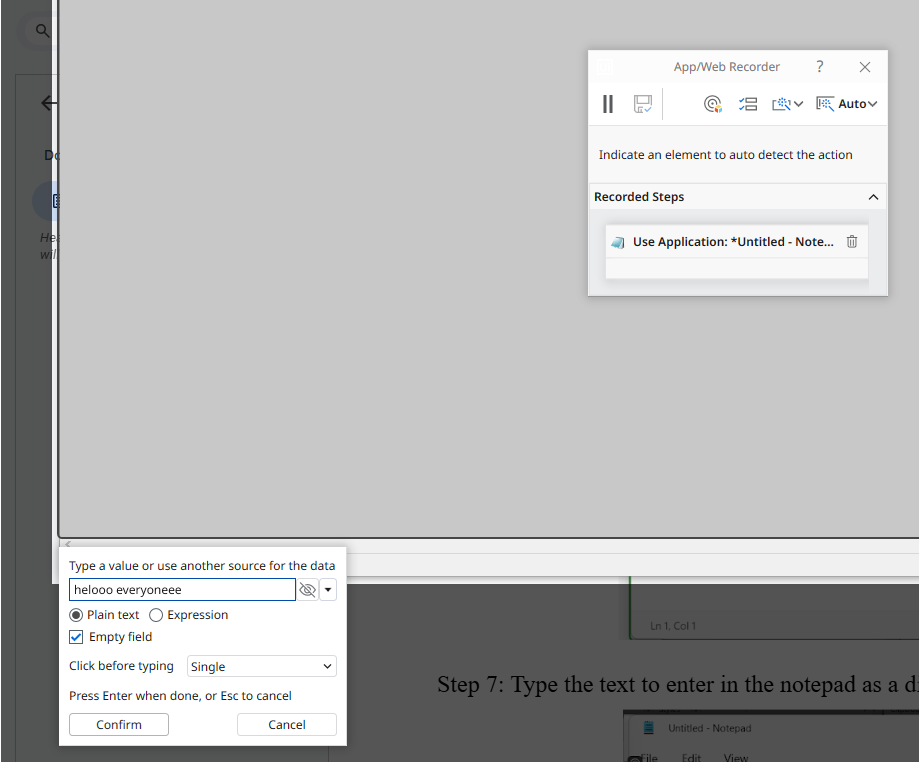 App/Web Recorder ?
Auto
Indicate an element to auto detect the action
Recorded Steps
Use Application: *Untitled - Note...
Type a value or use another source for the data
helooo everyoneee
Plain text Expression
Empty field
Click before typing Single
Press Enter when done, or Esc to cancel
Confirm Cancel
Ln 1, Col 1
Step 7: Type the text to enter in the notepad as a
Untitled - Notepad
File Edit View